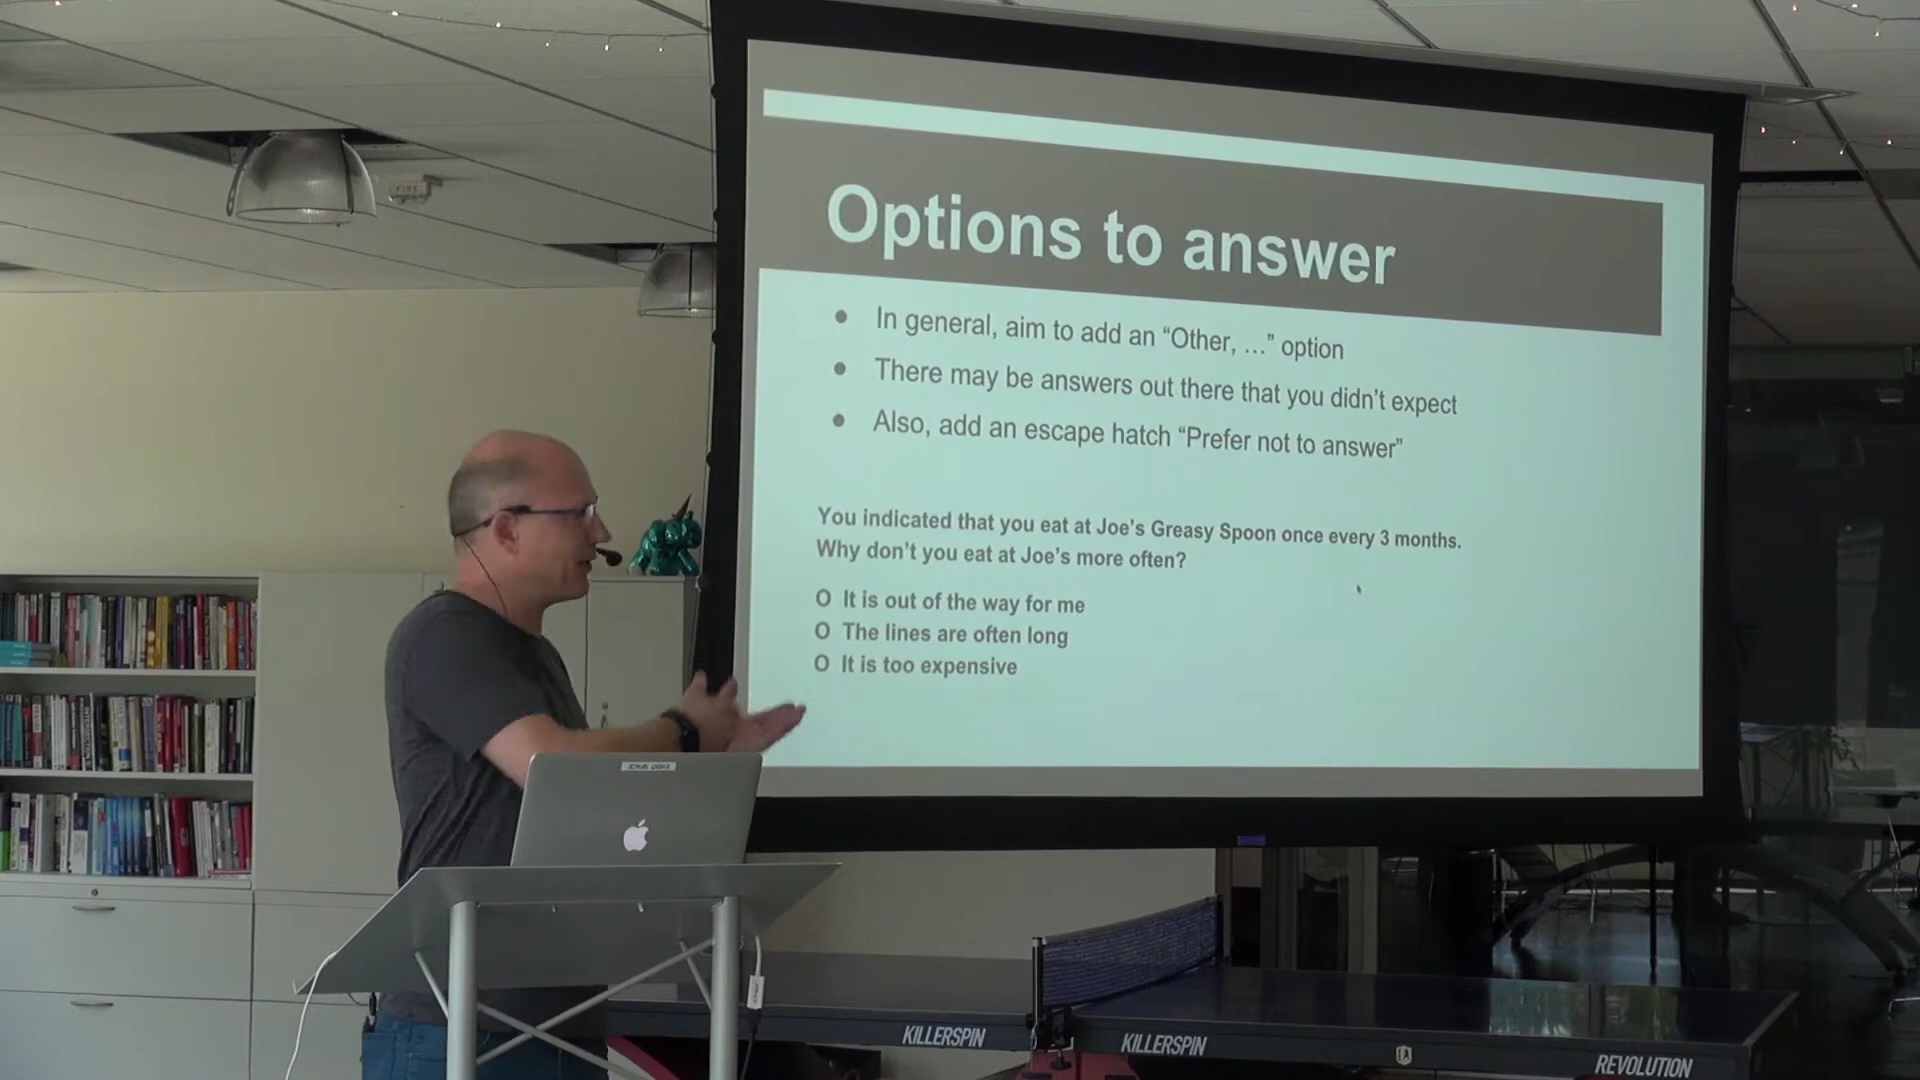 FIRE
Options to answer
In general, aim to add an “Other, ...” option
There may be answers out there that you didn’t expect
Also, add an escape hatch “Prefer not to answer”
You indicated that you eat at Joe’s Greasy Spoon once every 3 months.
Why don’t you eat at Joe’s more often?
O It is out of the way for me
O The lines are often long
O It is too expensive
KILLERSPIN
KILLERSPIN
REVOLUTION